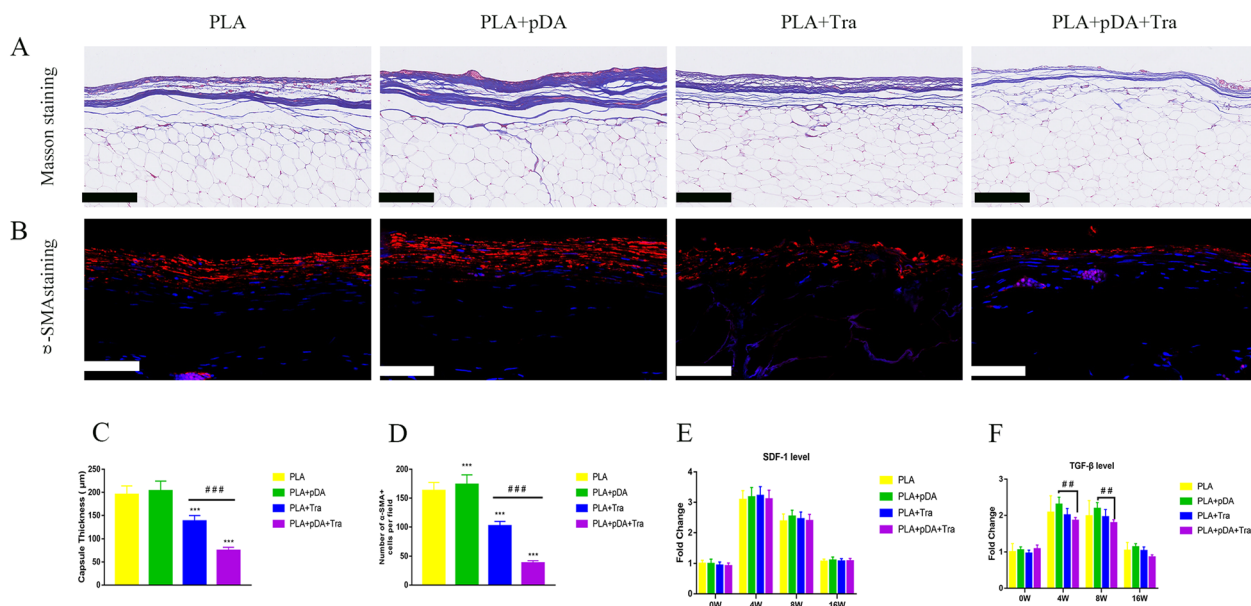 PLA PLA+pDA PLA+Tra PLA+pDA+Tra
A
Masson staining
B
α-SMAstaining
C
Capsule Thickness ( μm)
250
200
150
100
50
0
***
***
###
PLA
PLA+pDA
PLA+Tra
PLA+pDA+Tra
D
Number of α-SMA+
cells per field
200
150
100
50
0
***
***
***
###
PLA
PLA+pDA
PLA+Tra
PLA+pDA+Tra
E
SDF-1 level
Fold Change
4
3
2
1
0
0W 4W 8W 16W
PLA
PLA+pDA
PLA+Tra
PLA+pDA+Tra
F
TGF-β level
Fold Change
3
2
1
0
##
##
0W 4W 8W 16W
PLA
PLA+pDA
PLA+Tra
PLA+pDA+Tra